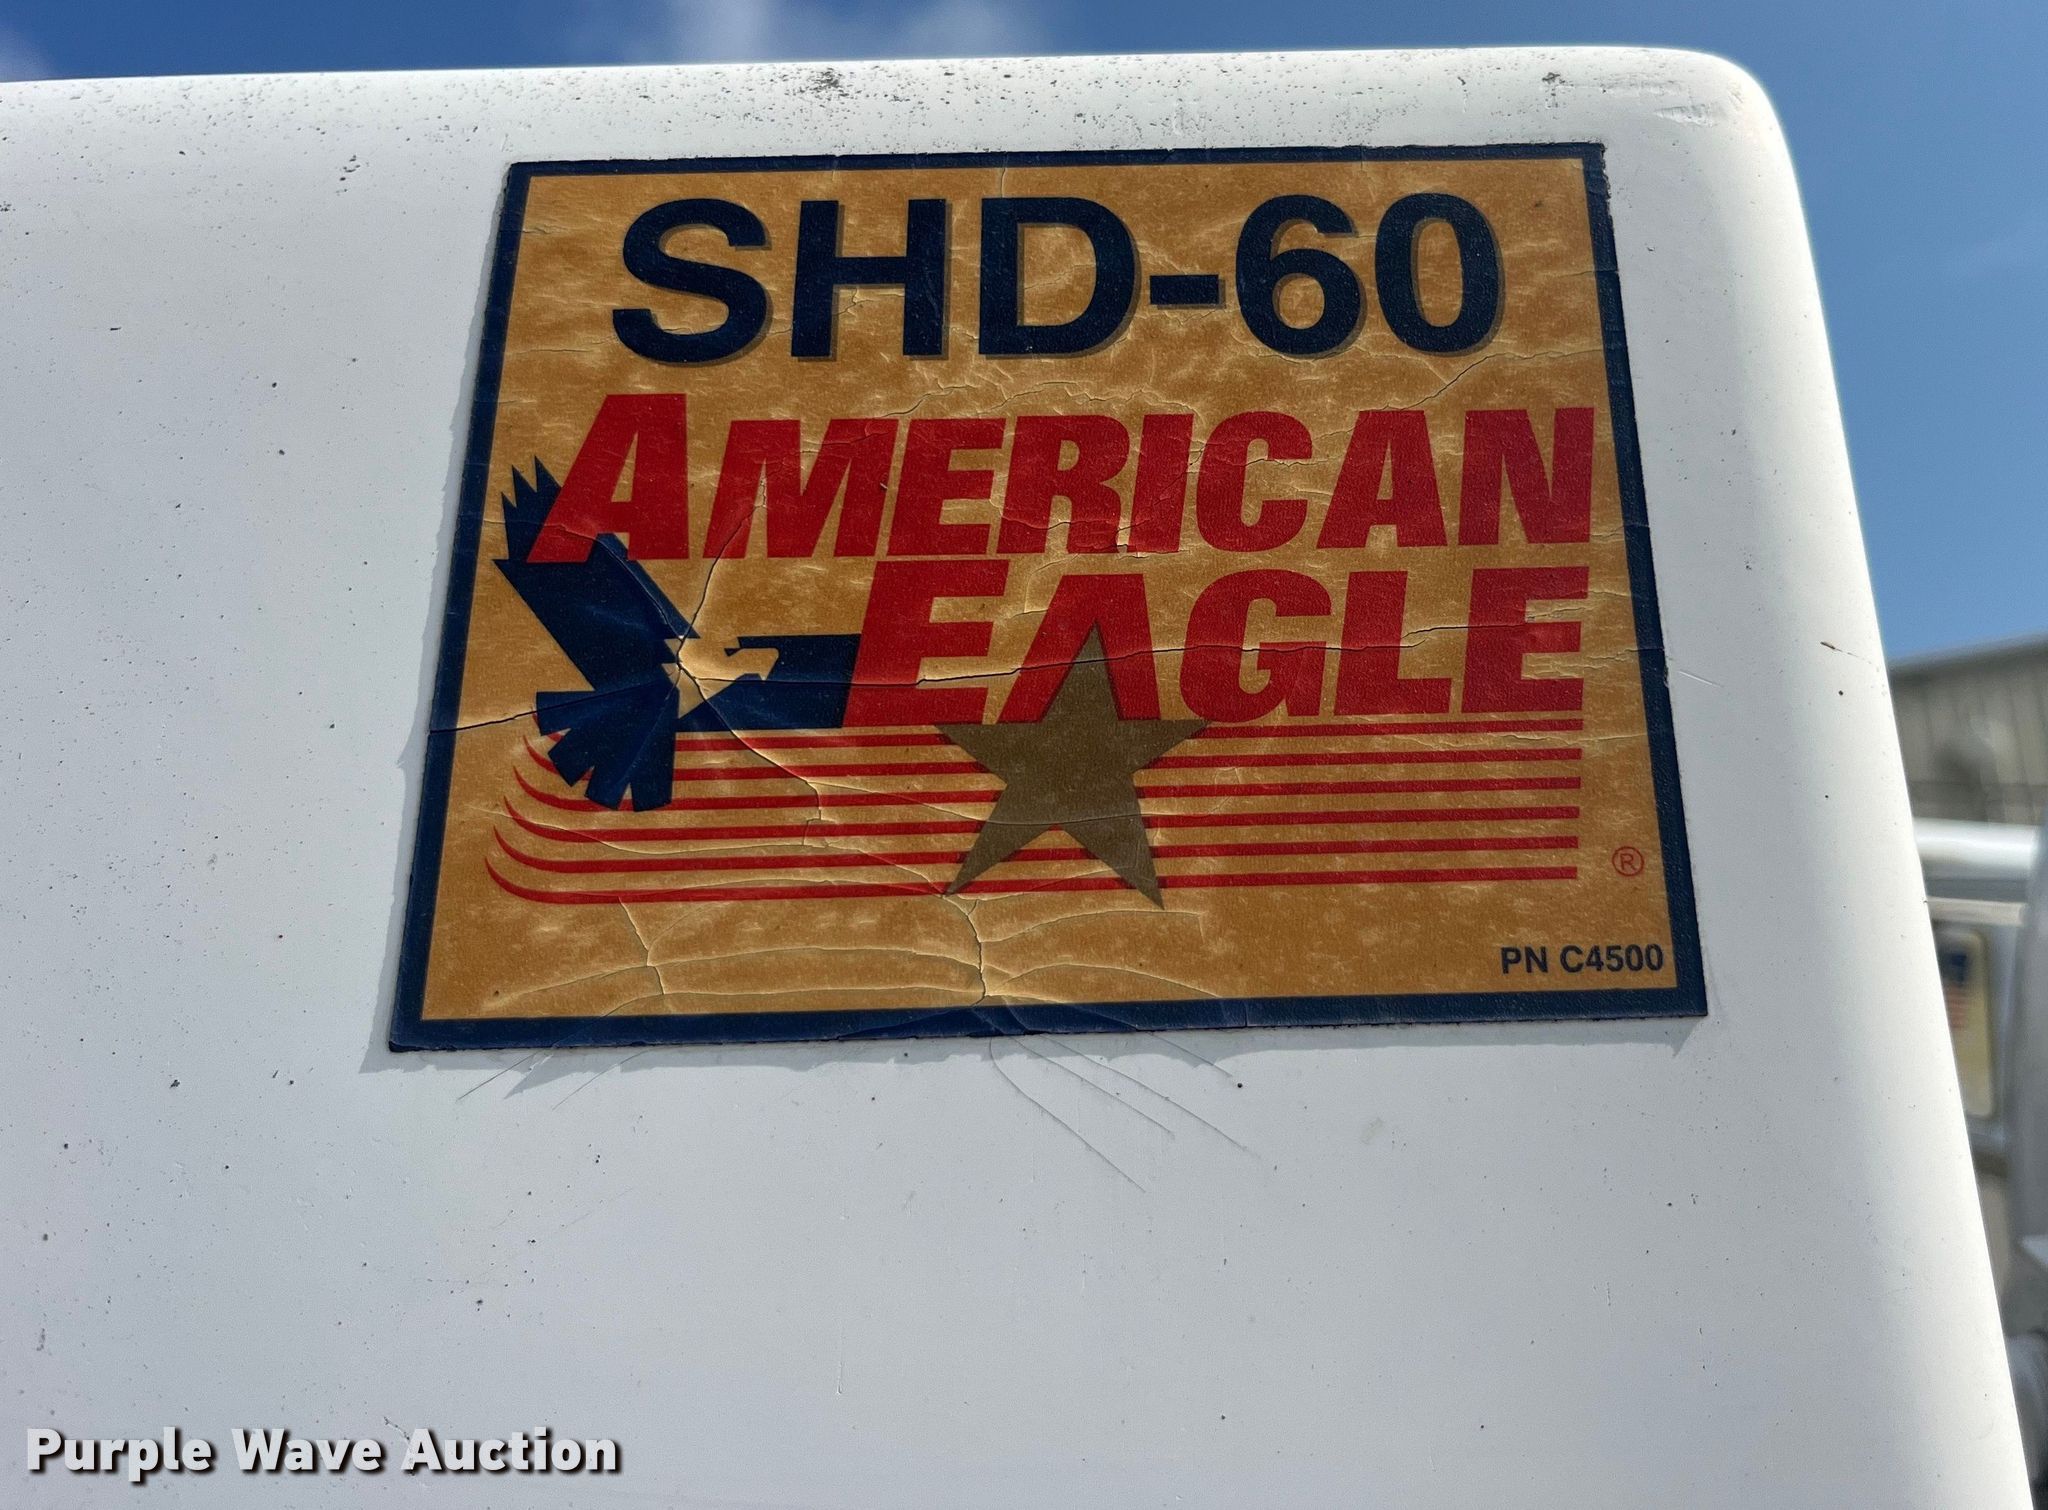 SHD-60
AMERICAN
EAGLE
®
PN C4500
Purple Wave Auction